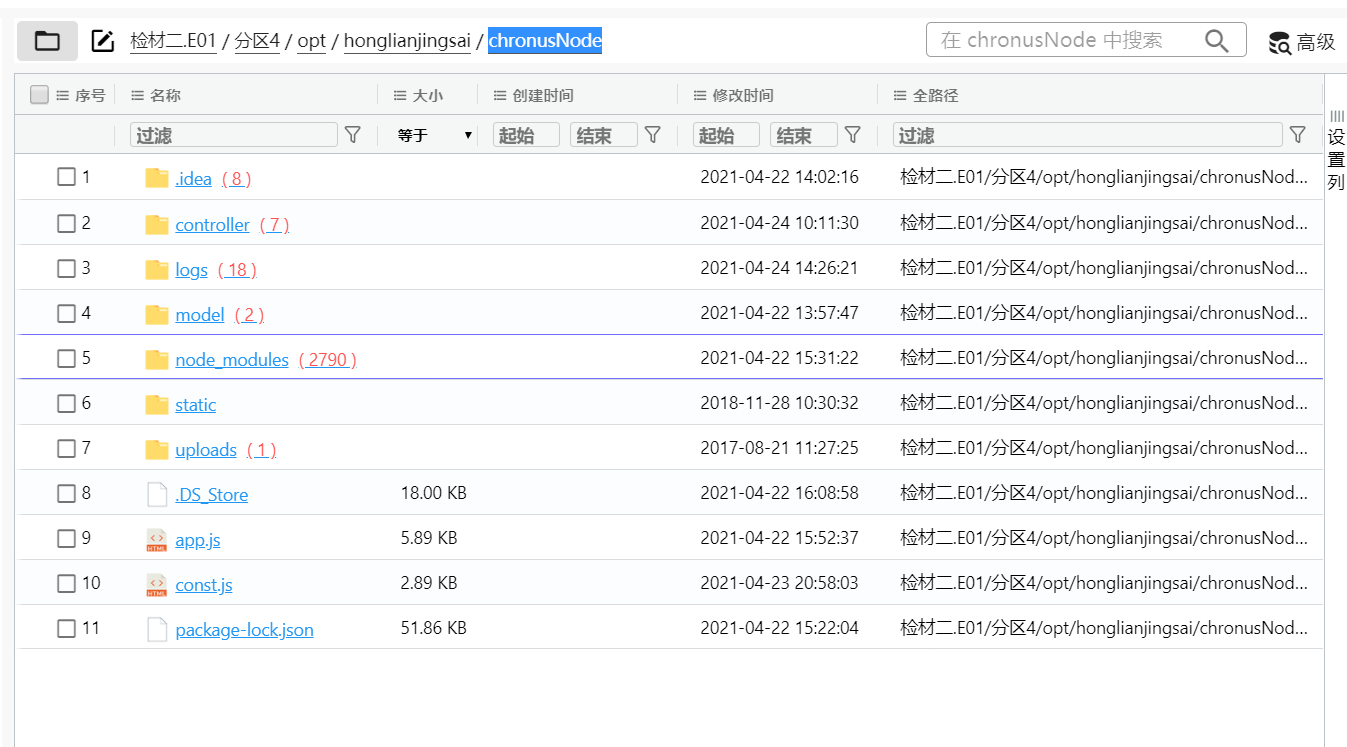 检材二.E01 / 分区4 / opt / honglianjingsai / chronusNode 在 chronusNode 中搜索 高级
序号 名称 大小 创建时间 修改时间 全路径
过滤 等于 起始 结束 起始 结束 过滤
设置列
1 .idea ( 8 ) 2021-04-22 14:02:16 检材二.E01/分区4/opt/honglianjingsai/chronusNod...
2 controller ( 7 ) 2021-04-24 10:11:30 检材二.E01/分区4/opt/honglianjingsai/chronusNod...
3 logs ( 18 ) 2021-04-24 14:26:21 检材二.E01/分区4/opt/honglianjingsai/chronusNod...
4 model ( 2 ) 2021-04-22 13:57:47 检材二.E01/分区4/opt/honglianjingsai/chronusNod...
5 node_modules ( 2790 ) 2021-04-22 15:31:22 检材二.E01/分区4/opt/honglianjingsai/chronusNod...
6 static 2018-11-28 10:30:32 检材二.E01/分区4/opt/honglianjingsai/chronusNod...
7 uploads ( 1 ) 2017-08-21 11:27:25 检材二.E01/分区4/opt/honglianjingsai/chronusNod...
8 .DS_Store 18.00 KB 2021-04-22 16:08:58 检材二.E01/分区4/opt/honglianjingsai/chronusNod...
9 app.js 5.89 KB 2021-04-22 15:52:37 检材二.E01/分区4/opt/honglianjingsai/chronusNod...
10 const.js 2.89 KB 2021-04-23 20:58:03 检材二.E01/分区4/opt/honglianjingsai/chronusNod...
11 package-lock.json 51.86 KB 2021-04-22 15:22:04 检材二.E01/分区4/opt/honglianjingsai/chronusNod...